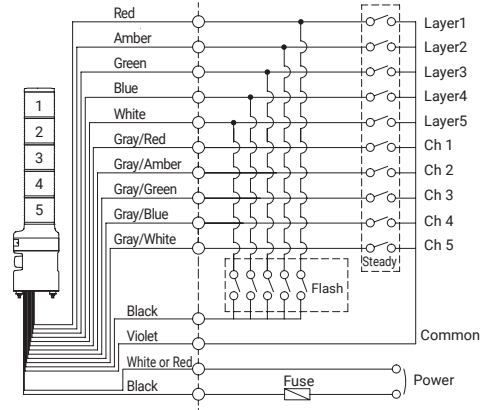 Red Layer1
Amber Layer2
Green Layer3
Blue Layer4
White Layer5
Gray/Red Ch 1
Gray/Amber Ch 2
Gray/Green Ch 3
Gray/Blue Ch 4
Gray/White Ch 5
1
2
3
4
5
Steady
Flash
Black
Violet Common
White or Red
Power
Black Fuse